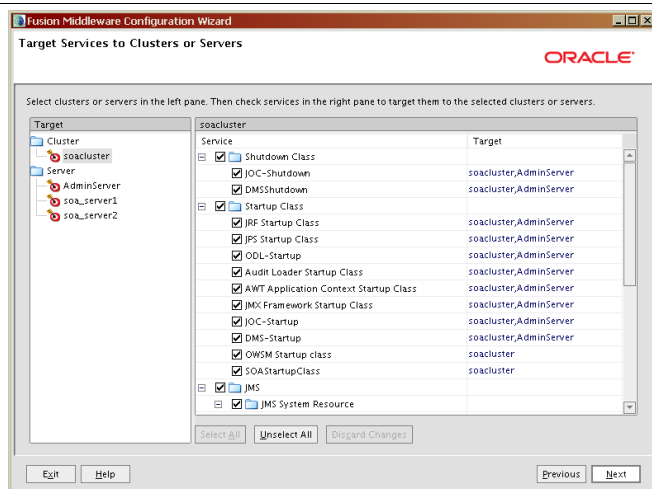 Fusion Middleware Configuration Wizard
Target Services to Clusters or Servers
ORACLE
Select clusters or servers in the left pane. Then check services in the right pane to target them to the selected clusters or servers.
Target
Cluster
soacluster
Server
AdminServer
soa_server1
soa_server2
soacluster
Service Target
Shutdown Class
JOC-Shutdown soacluster,AdminServer
DMSShutdown soacluster,AdminServer
Startup Class
JRF Startup Class soacluster,AdminServer
JPS Startup Class soacluster,AdminServer
ODL-Startup soacluster,AdminServer
Audit Loader Startup Class soacluster,AdminServer
AWT Application Context Startup Class soacluster,AdminServer
JMX Framework Startup Class soacluster,AdminServer
JOC-Startup soacluster,AdminServer
DMS-Startup soacluster,AdminServer
OWSM Startup class soacluster
SOAStartupClass soacluster
JMS
JMS System Resource
Select All Unselect All Discard Changes
Exit Help Previous Next